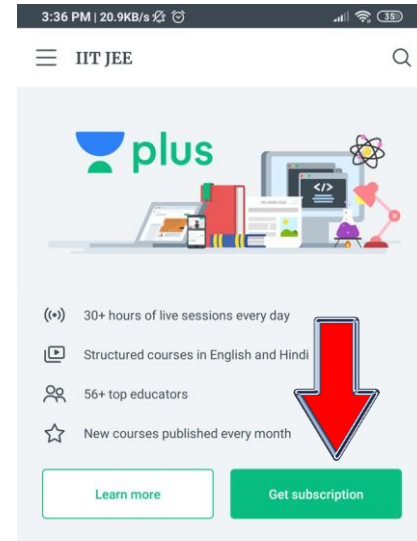 3:36 PM | 20.9KB/s
35
IIT JEE
plus
</>
30+ hours of live sessions every day
Structured courses in English and Hindi
56+ top educators
New courses published every month
Learn more
Get subscription